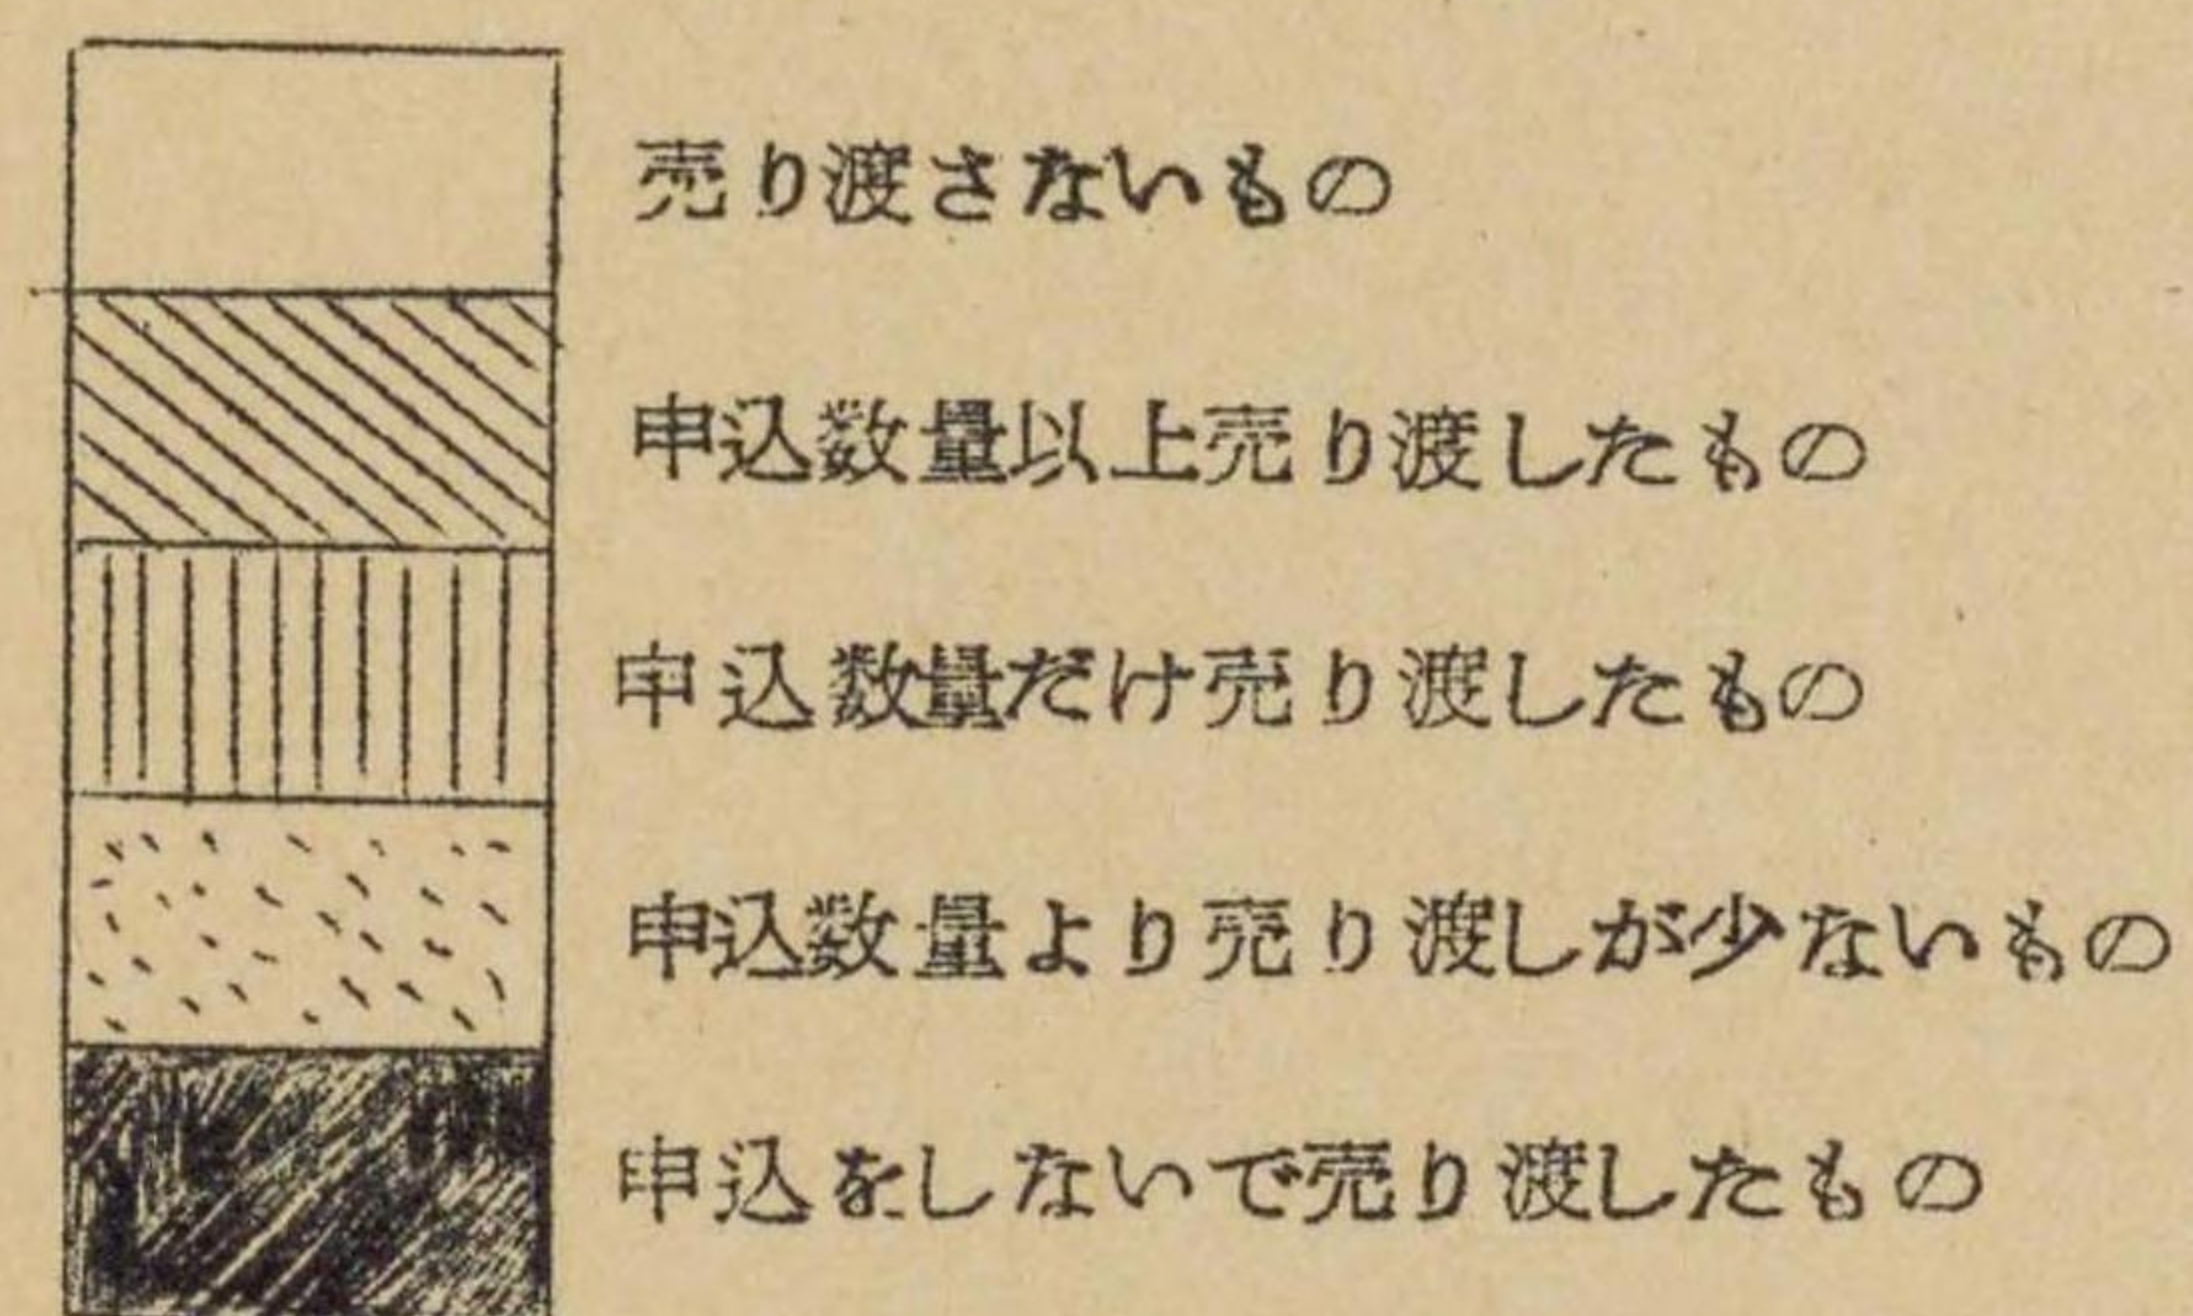 売り渡さないもの
申込数量以上売り渡したもの
申込数量だけ売り渡したもの
申込数量より売り渡しが少ないもの
申込をしないで売り渡したもの